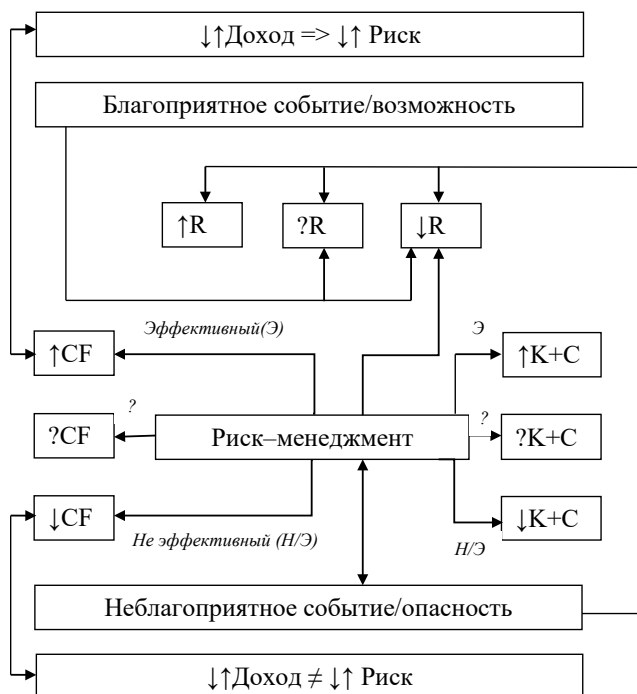 ↓↑Доход => ↓↑ Риск
Благоприятное событие/возможность
↑R
?R
↓R
Эффективный(Э)
Э
↑CF
↑K+C
?
?
?CF
Риск–менеджмент
?K+C
↓CF
↓K+C
Не эффективный (Н/Э)
Н/Э
Неблагоприятное событие/опасность
↓↑Доход ≠ ↓↑ Риск